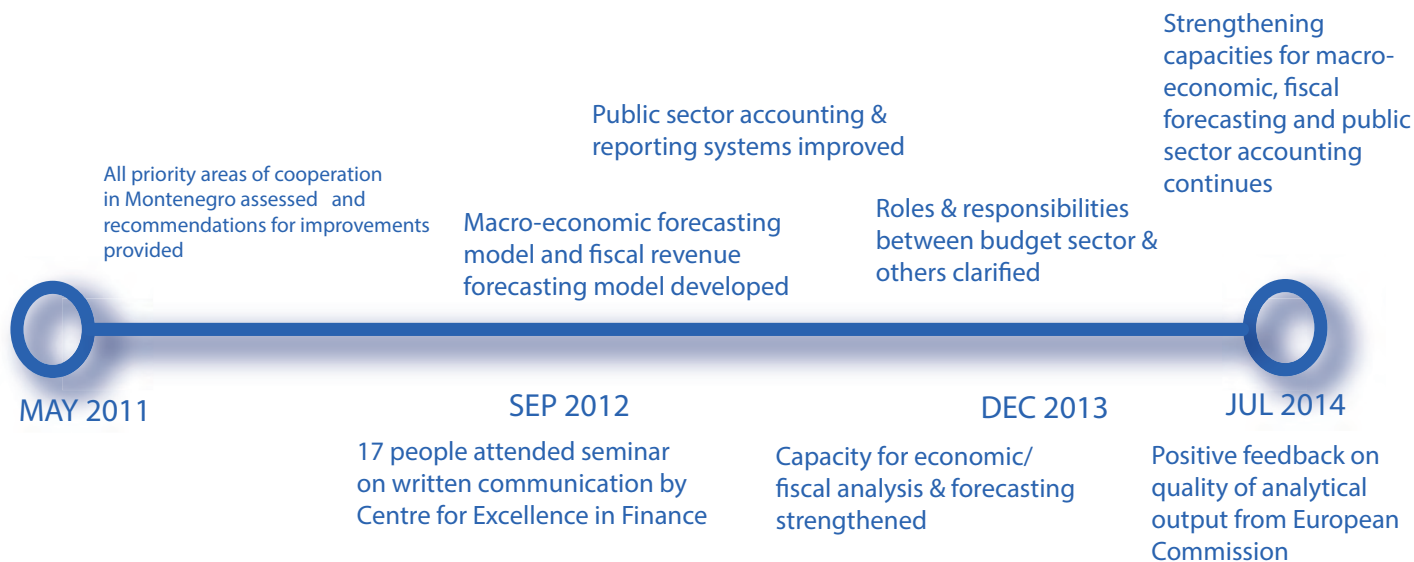 Strengthening
capacities for macro-
economic, fiscal
forecasting and public
sector accounting
continues
Public sector accounting &
reporting systems improved
All priority areas of cooperation
in Montenegro assessed and
recommendations for improvements
provided
Macro-economic forecasting
model and fiscal revenue
forecasting model developed
Roles & responsibilities
between budget sector &
others clarified
MAY 2011
SEP 2012
DEC 2013
JUL 2014
17 people attended seminar
on written communication by
Centre for Excellence in Finance
Capacity for economic/
fiscal analysis & forecasting
strengthened
Positive feedback on
quality of analytical
output from European
Commission